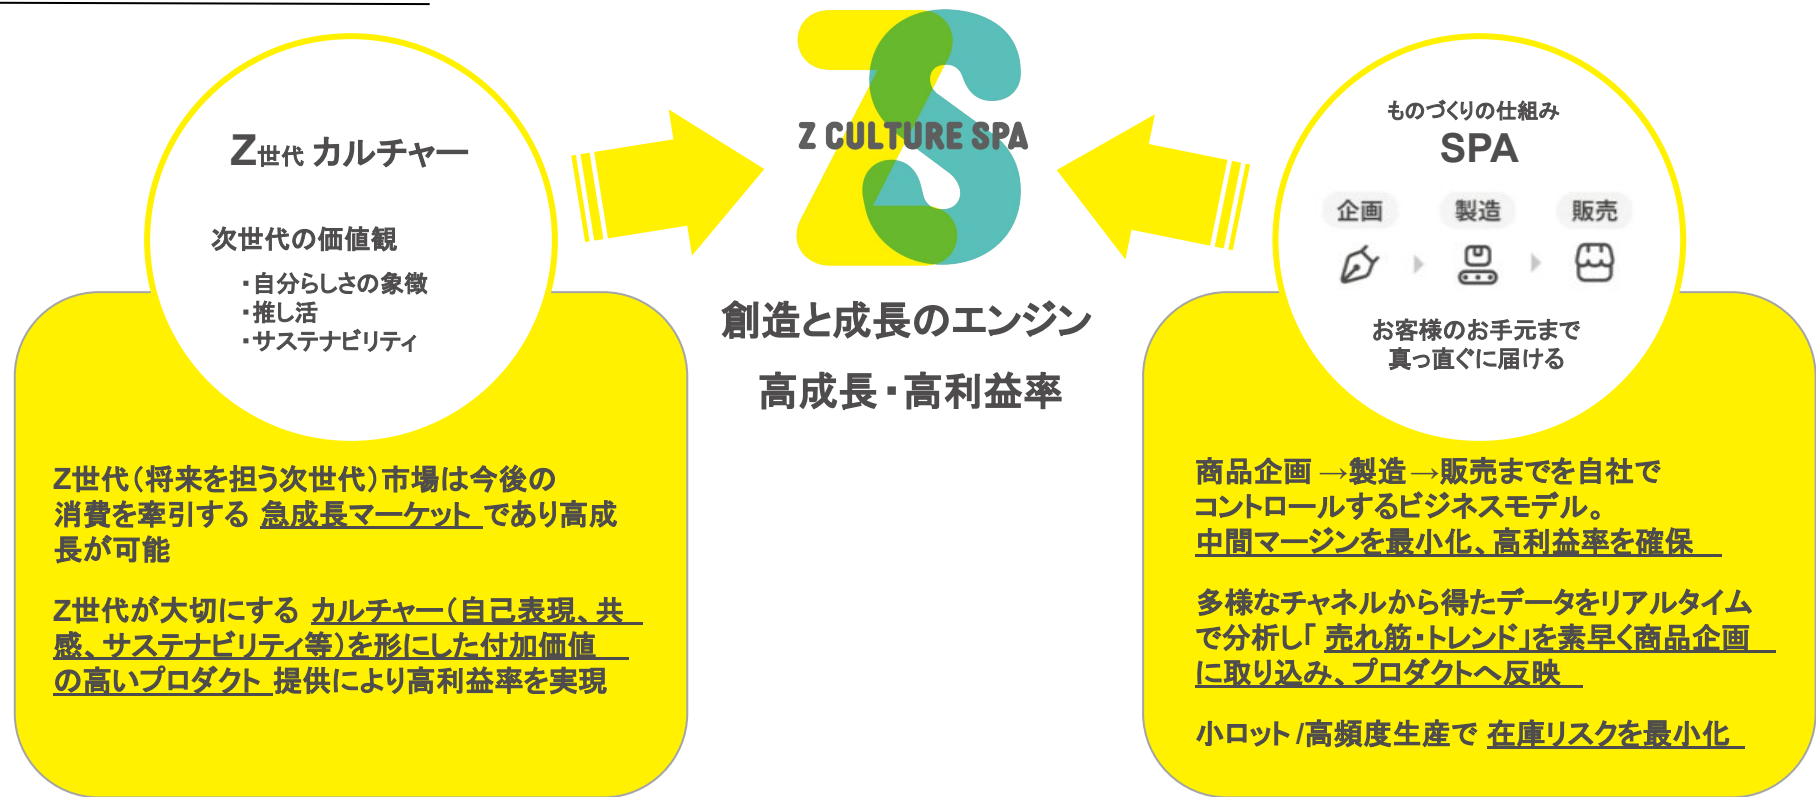 Z世代 カルチャー
次世代の価値観
・自分らしさの象徴
・推し活
・サステナビリティ
Z世代（将来を担う次世代）市場は今後の
消費を牽引する 急成長マーケット であり高成
長が可能
Z世代が大切にする カルチャー（自己表現、共
感、サステナビリティ等）を形にした付加価値
の高いプロダクト 提供により高利益率を実現
Z CULTURE SPA
創造と成長のエンジン
高成長・高利益率
ものづくりの仕組み
SPA
企画 製造 販売
お客様のお手元まで
真っ直ぐに届ける
商品企画 →製造 →販売までを自社で
コントロールするビジネスモデル。
中間マージンを最小化、高利益率を確保
多様なチャネルから得たデータをリアルタイム
で分析し「 売れ筋・トレンド」を素早く商品企画
に取り込み、プロダクトへ反映
小ロット /高頻度生産で 在庫リスクを最小化